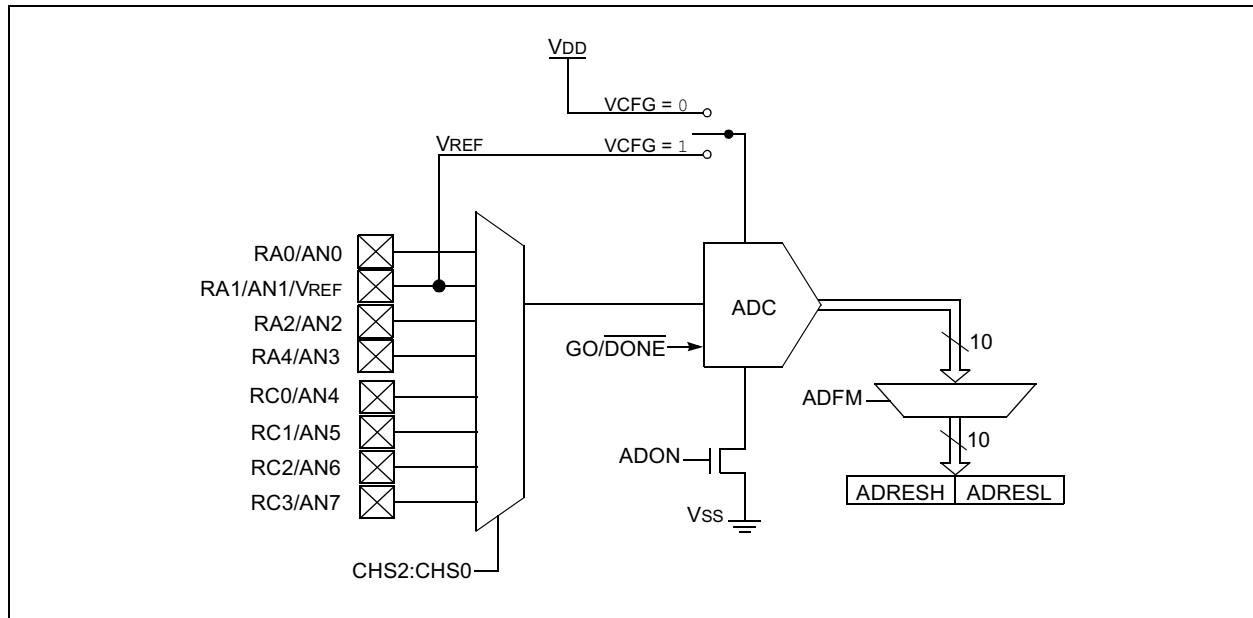 VDD
VCFG = 0
VREF
VCFG = 1
RA0/AN0
RA1/AN1/VREF
RA2/AN2
RA4/AN3
RC0/AN4
RC1/AN5
RC2/AN6
RC3/AN7
CHS2:CHS0
ADC
GO/DONE
10
ADFM
10
ADON
ADRESH ADRESL
VSS